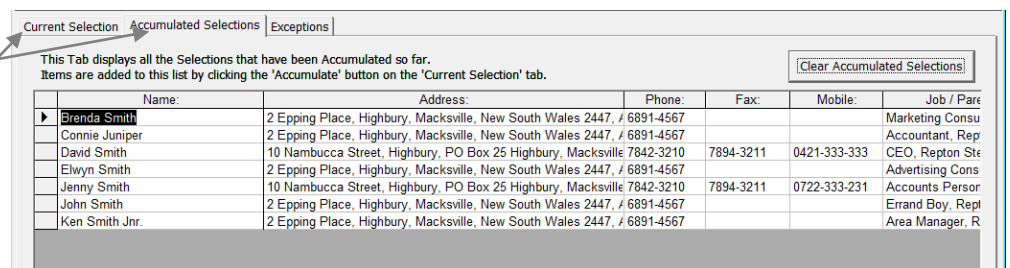 Current Selection Accumulated Selections Exceptions
This Tab displays all the Selections that have been Accumulated so far.
Items are added to this list by clicking the 'Accumulate' button on the 'Current Selection' tab.
Clear Accumulated Selections
Name: Address: Phone: Fax: Mobile: Job / Pare
Brenda Smith 2 Epping Place, Highbury, Macksville, New South Wales 2447, A 6891-4567 Marketing Consu
Connie Juniper 2 Epping Place, Highbury, Macksville, New South Wales 2447, A 6891-4567 Accountant, Rep
David Smith 10 Nambucca Street, Highbury, PO Box 25 Highbury, Macksville 7842-3210 7894-3211 0421-333-333 CEO, Repton Ste
Elwyn Smith 2 Epping Place, Highbury, Macksville, New South Wales 2447, A 6891-4567 Advertising Cons
Jenny Smith 10 Nambucca Street, Highbury, PO Box 25 Highbury, Macksville 7842-3210 7894-3211 0722-333-231 Accounts Person
John Smith 2 Epping Place, Highbury, Macksville, New South Wales 2447, A 6891-4567 Errand Boy, Rept
Ken Smith Jnr. 2 Epping Place, Highbury, Macksville, New South Wales 2447, A 6891-4567 Area Manager, R